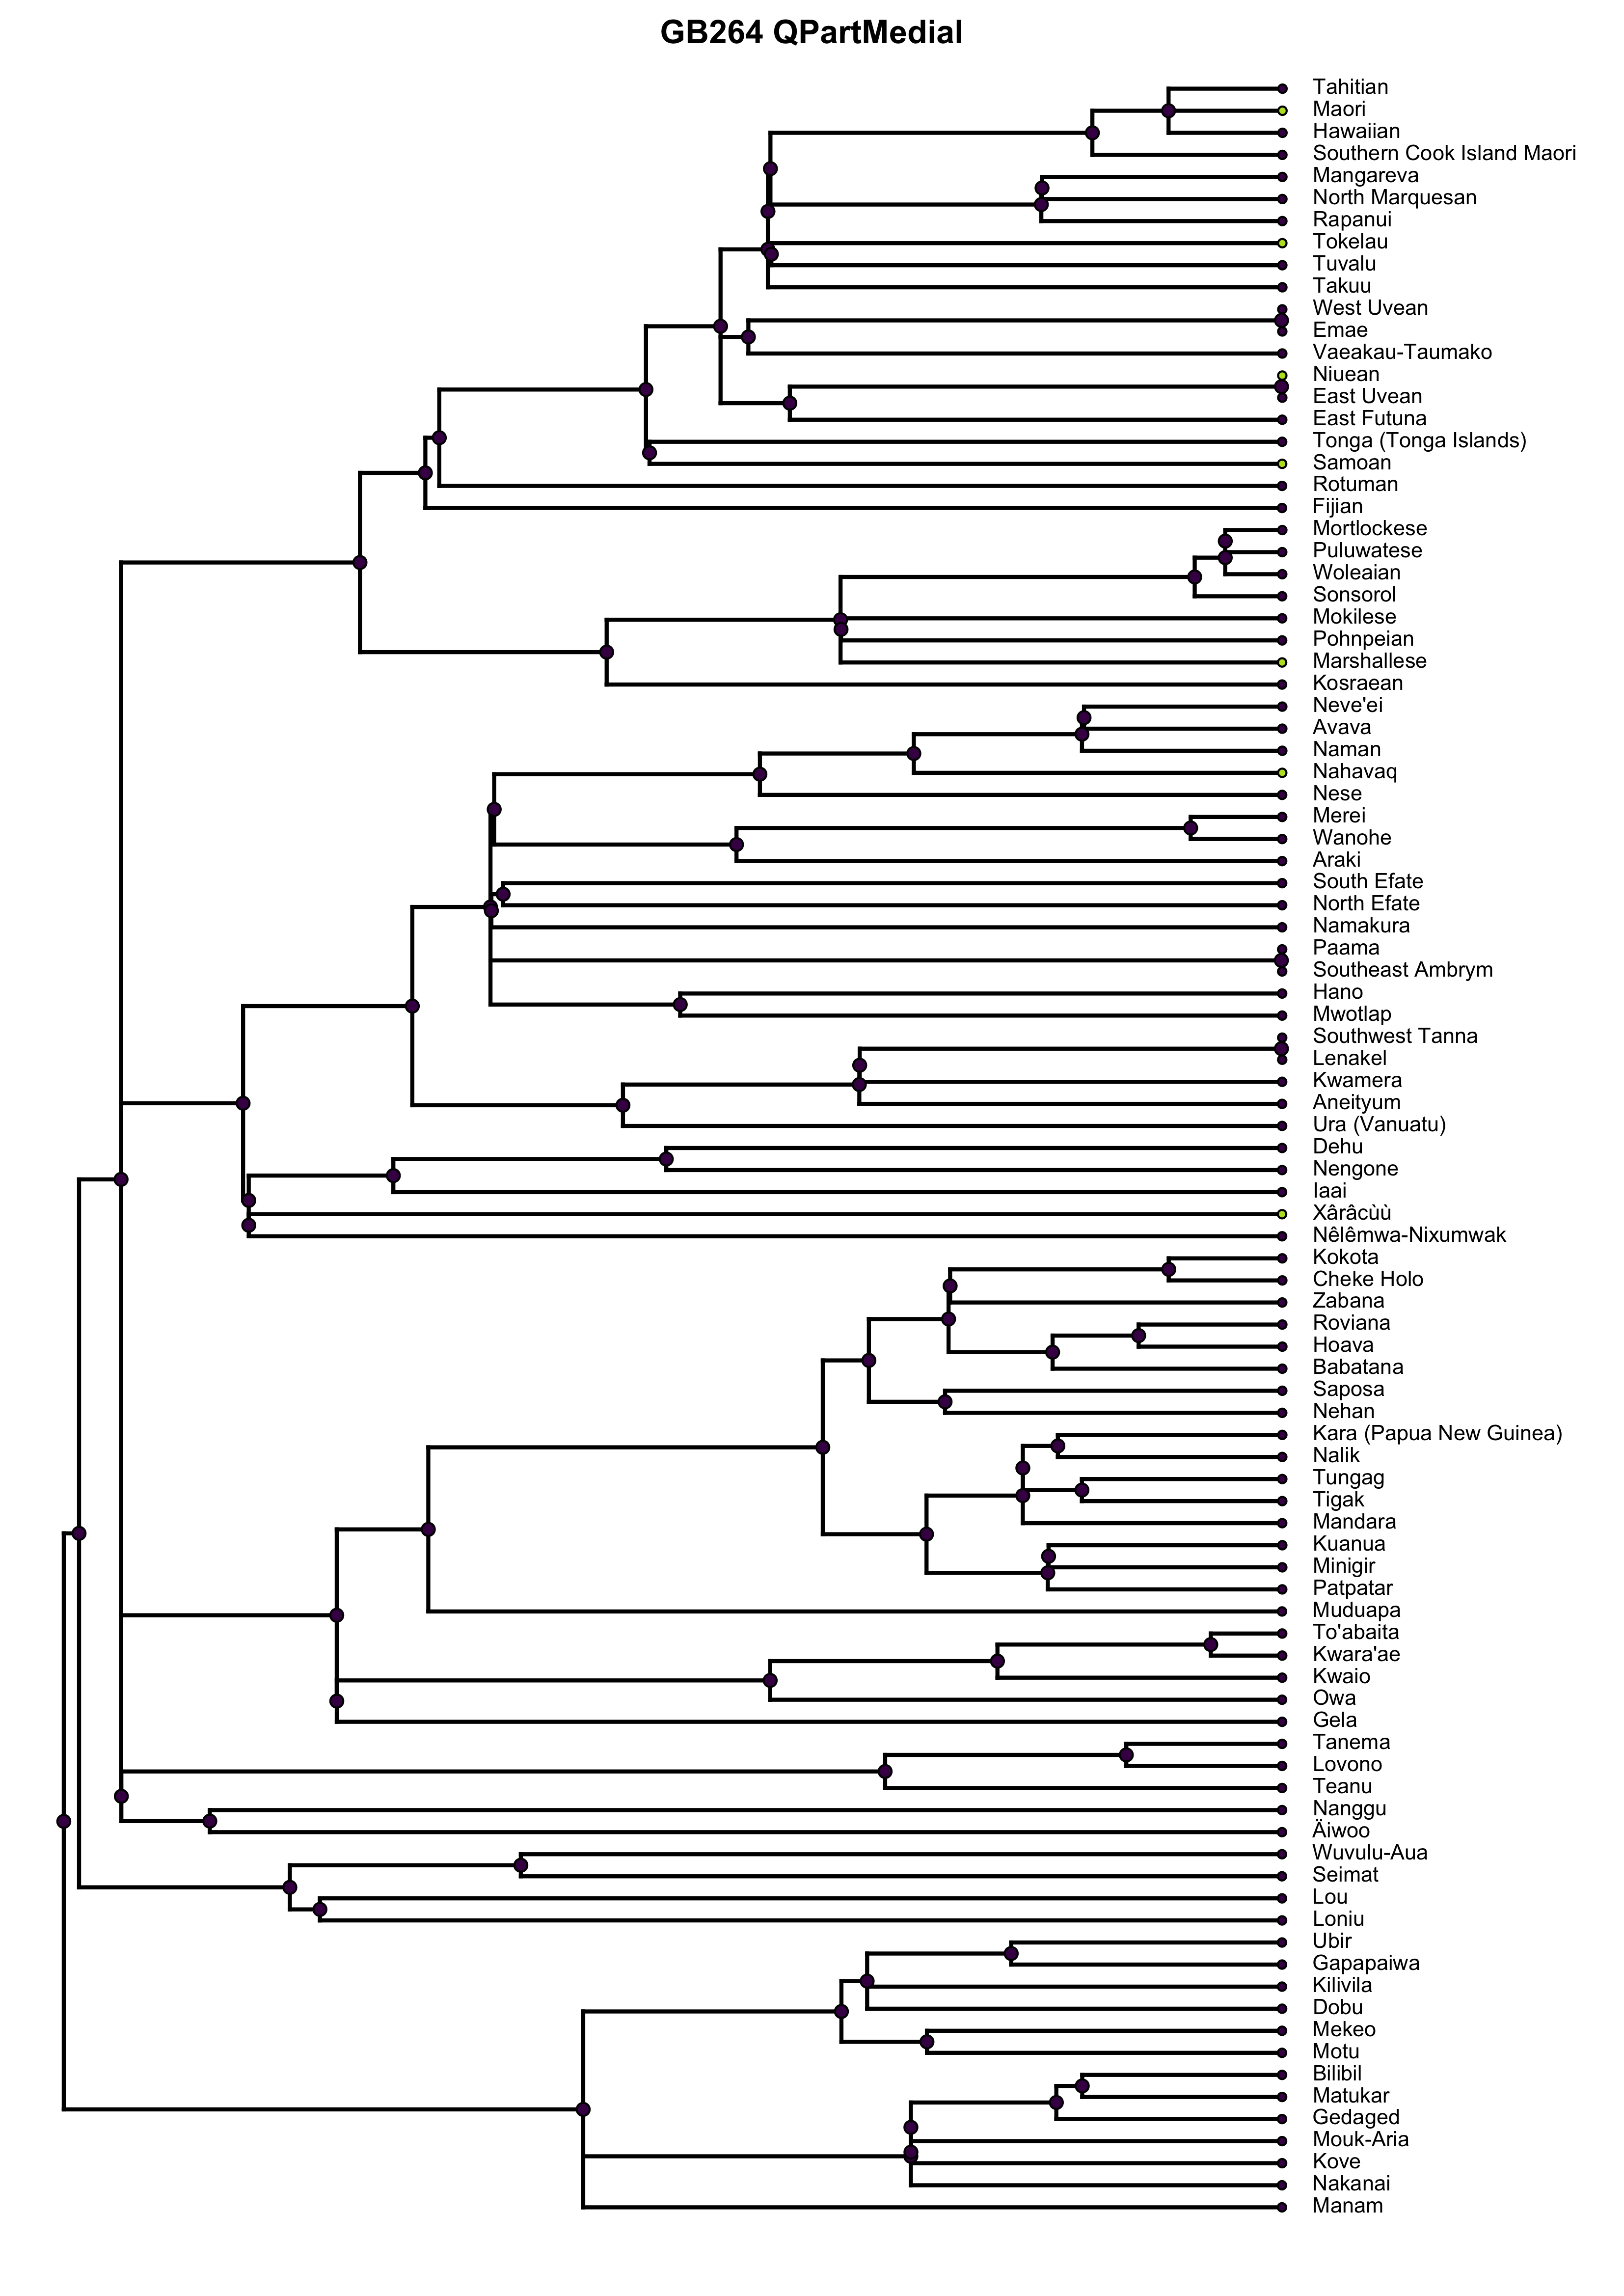 GB264 QPartMedial
Tahitian
Maori
Hawaiian
Southern Cook Island Maori
Mangareva
North Marquesan
Rapanui
Tokelau
Tuvalu
Takuu
West Uvean
Emae
Vaeakau-Taumako
Niuean
East Uvean
East Futuna
Tonga (Tonga Islands)
Samoan
Rotuman
Fijian
Mortlockese
Puluwatese
Woleaian
Sonsorol
Mokilese
Pohnpeian
Marshallese
Kosraean
Neve'ei
Avava
Naman
Nahavaq
Nese
Merei
Wanohe
Araki
South Efate
North Efate
Namakura
Paama
Southeast Ambrym
Hano
Mwotlap
Southwest Tanna
Lenakel
Kwamera
Aneityum
Ura (Vanuatu)
Dehu
Nengone
Iaai
Xârâcùù
Nêlêmwa-Nixumwak
Kokota
Cheke Holo
Zabana
Roviana
Hoava
Babatana
Saposa
Nehan
Kara (Papua New Guinea)
Nalik
Tungag
Tigak
Mandara
Kuanua
Minigir
Patpatar
Muduapa
To'abaita
Kwara'ae
Kwaio
Owa
Gela
Tanema
Lovono
Teanu
Nanggu
Äiwoo
Wuvulu-Aua
Seimat
Lou
Loniu
Ubir
Gapapaiwa
Kilivila
Dobu
Mekeo
Motu
Bilibil
Matukar
Gedaged
Mouk-Aria
Kove
Nakanai
Manam